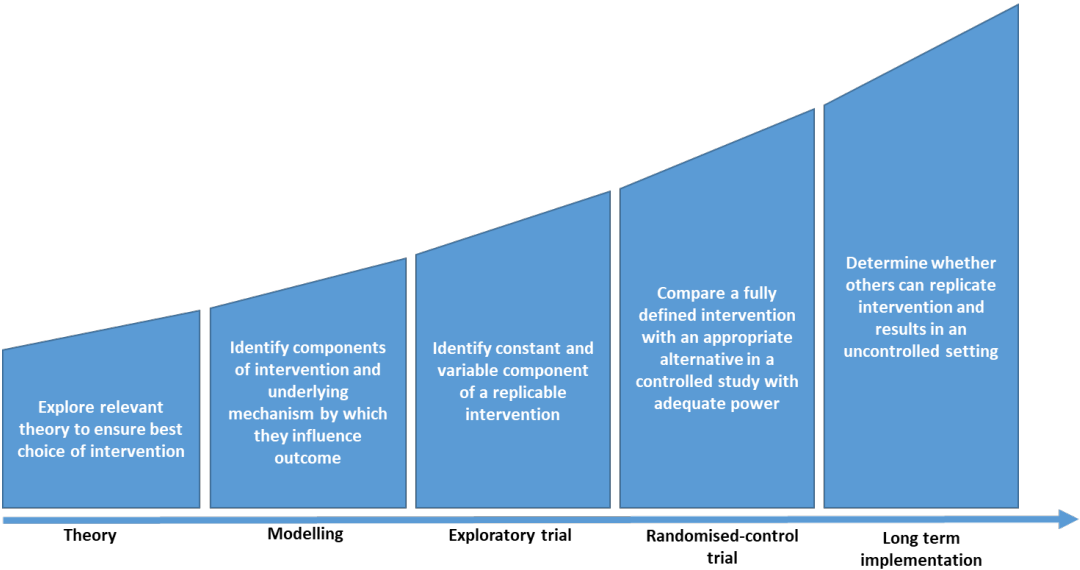 Explore relevant
theory to ensure best
choice of intervention
Identify components
of intervention and
underlying
mechanism by which
they influence
outcome
Identify constant and
variable component
of a replicable
intervention
Compare a fully
defined intervention
with an appropriate
alternative in a
controlled study with
adequate power
Determine whether
others can replicate
intervention and
results in an
uncontrolled setting
Theory
Modelling
Exploratory trial
Randomised-control
trial
Long term
implementation